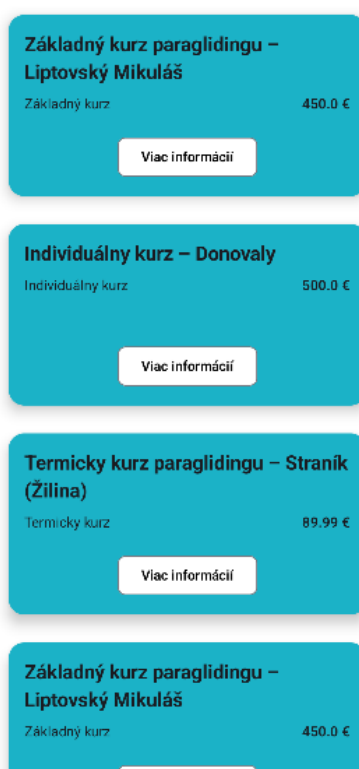 Základný kurz paraglidingu –
Liptovský Mikuláš
Základný kurz 450.0 €
Viac informácií
Individuálny kurz – Donovaly
Individuálny kurz 500.0 €
Viac informácií
Termicky kurz paraglidingu – Straník
(Žilina)
Termicky kurz 89.99 €
Viac informácií
Základný kurz paraglidingu –
Liptovský Mikuláš
Základný kurz 450.0 €